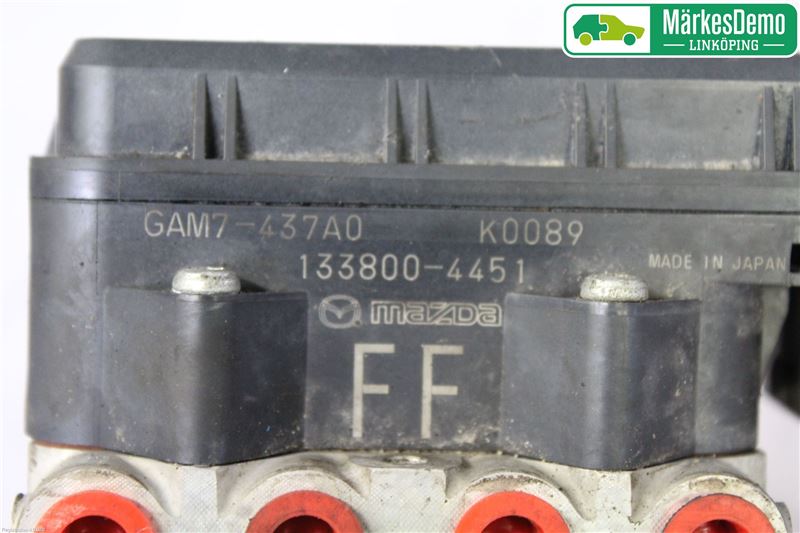 MärkesDemo
LINKÖPING
GAM7-437A0 K0089
133800-4451 MADE IN JAPAN
mazda
FF